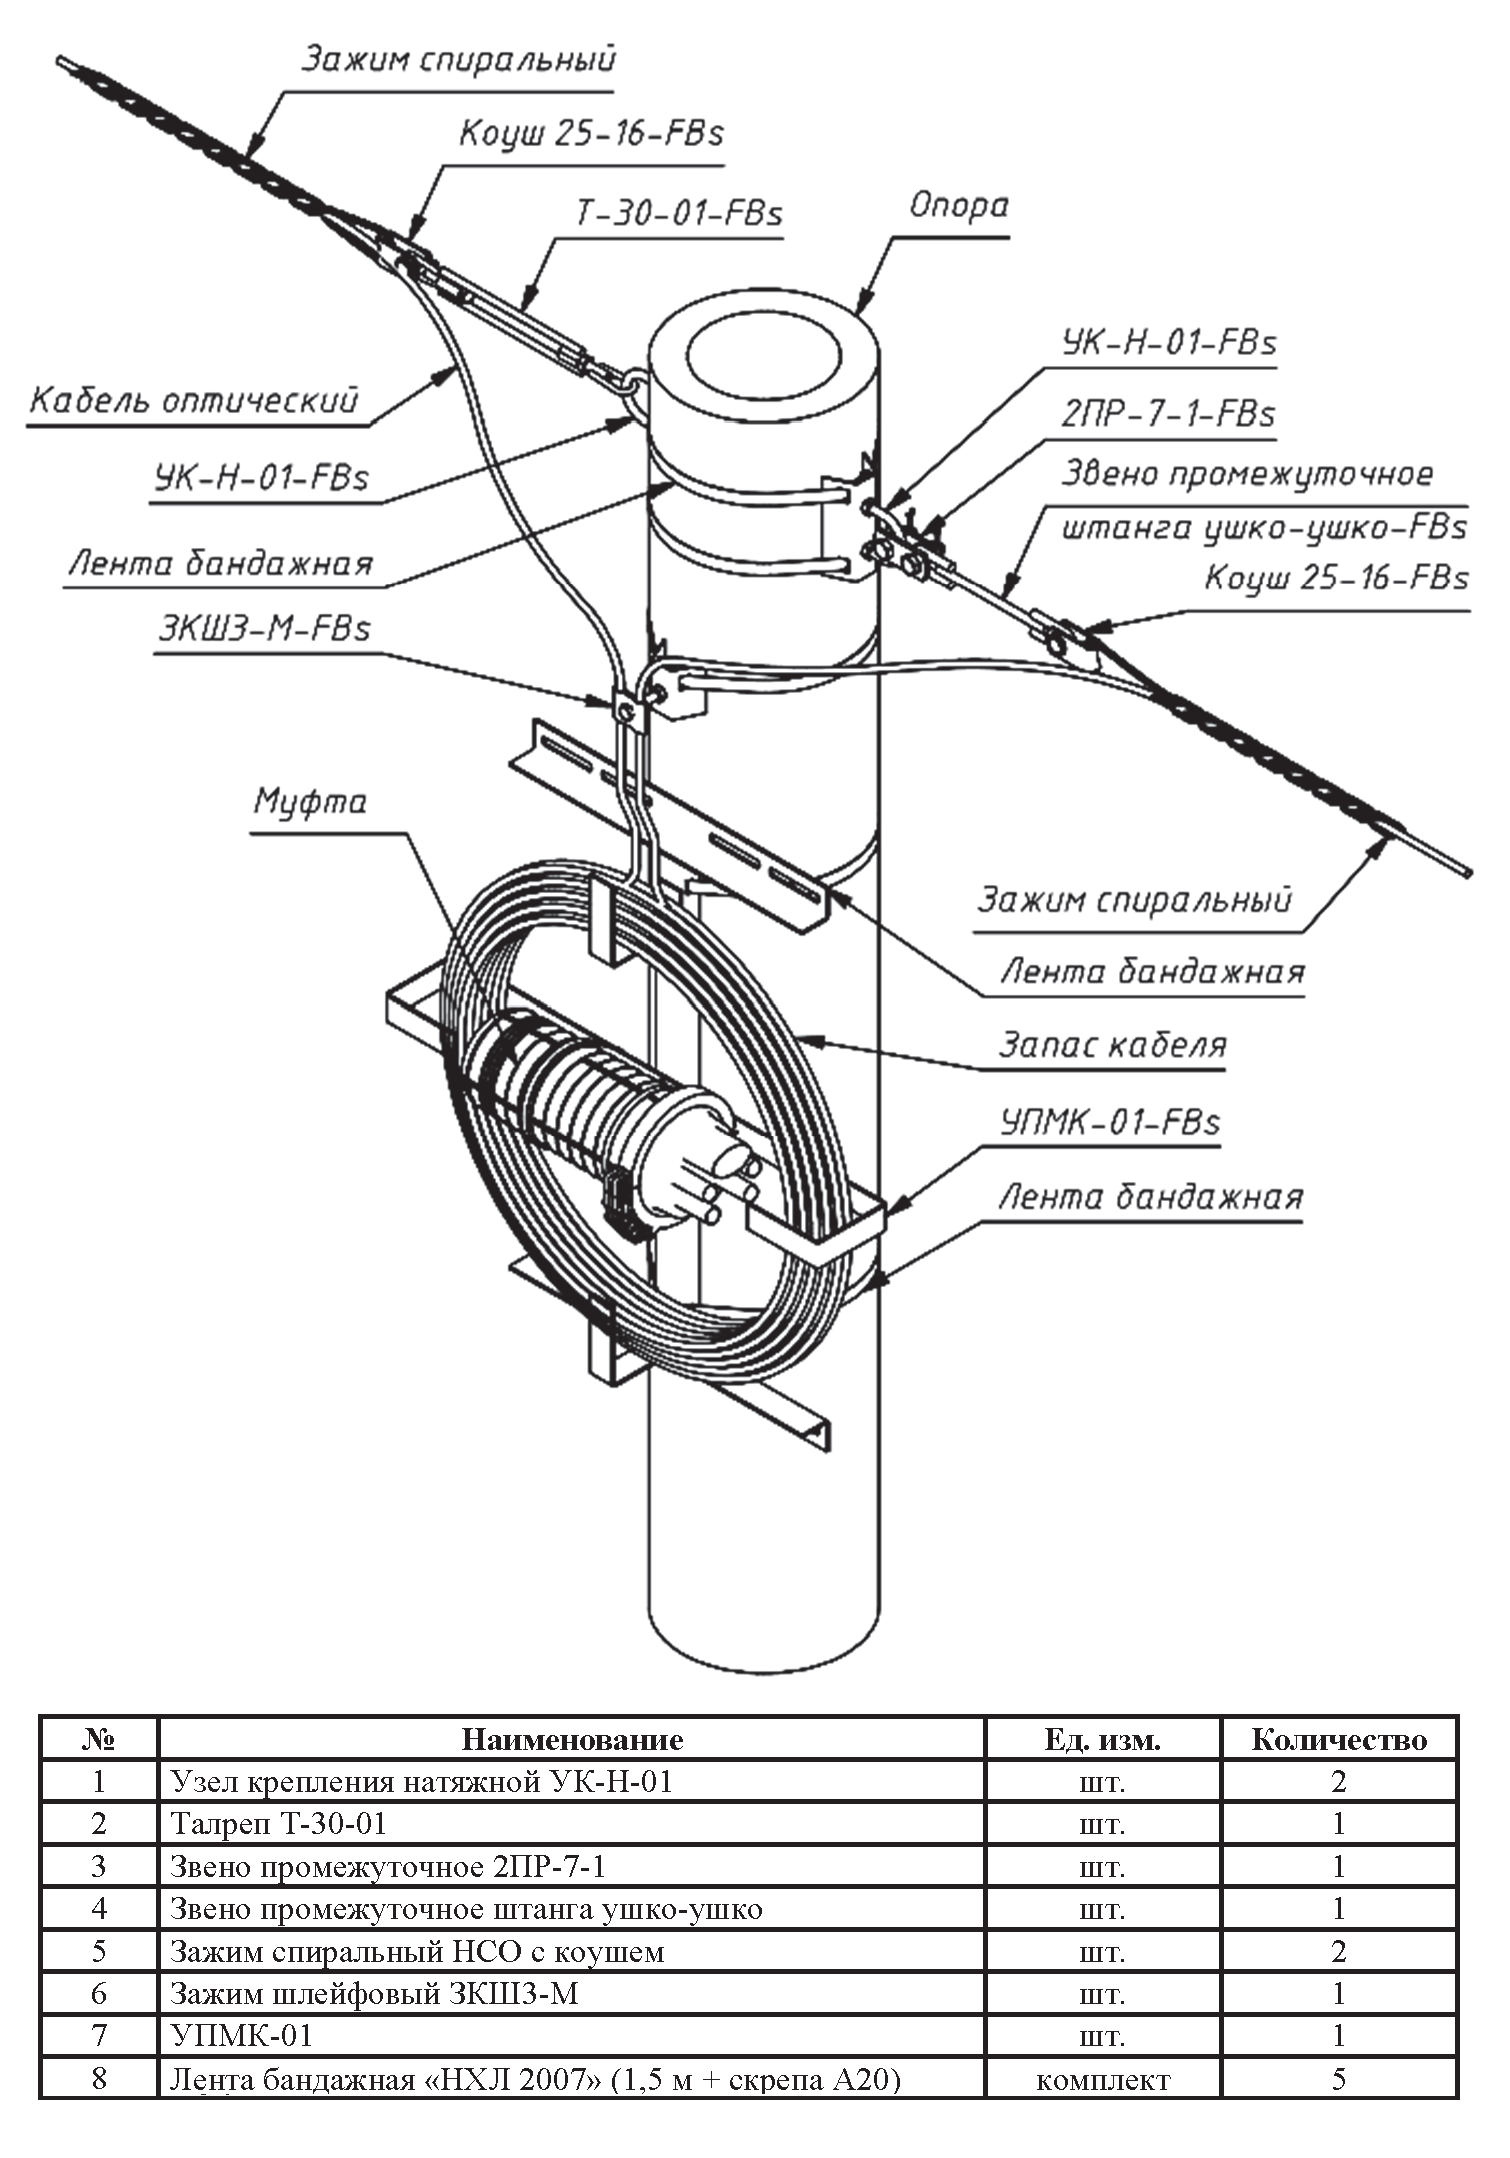 Зажим спиральный
Коуш 25-16-FBs
Т-30-01-FBs
Опора
УК-Н-01-FBs
Кабель оптический
2ПР-7-1-FBs
УК-Н-01-FBs
Звено промежуточное
штанга ушко-ушко-FBs
Лента бандажная
Коуш 25-16-FBs
ЗКШЗ-М-FBs
Муфта
Зажим спиральный
Лента бандажная
Запас кабеля
УПМК-01-FBs
Лента бандажная
№ Наименование Ед. изм. Количество
1 Узел крепления натяжной УК-Н-01 шт. 2
2 Талреп Т-30-01 шт. 1
3 Звено промежуточное 2ПР-7-1 шт. 1
4 Звено промежуточное штанга ушко-ушко шт. 1
5 Зажим спиральный НСО с коушем шт. 2
6 Зажим шлейфовый ЗКШЗ-М шт. 1
7 УПМК-01 шт. 1
8 Лента бандажная «НХЛ 2007» (1,5 м + скрепа А20) комплект 5